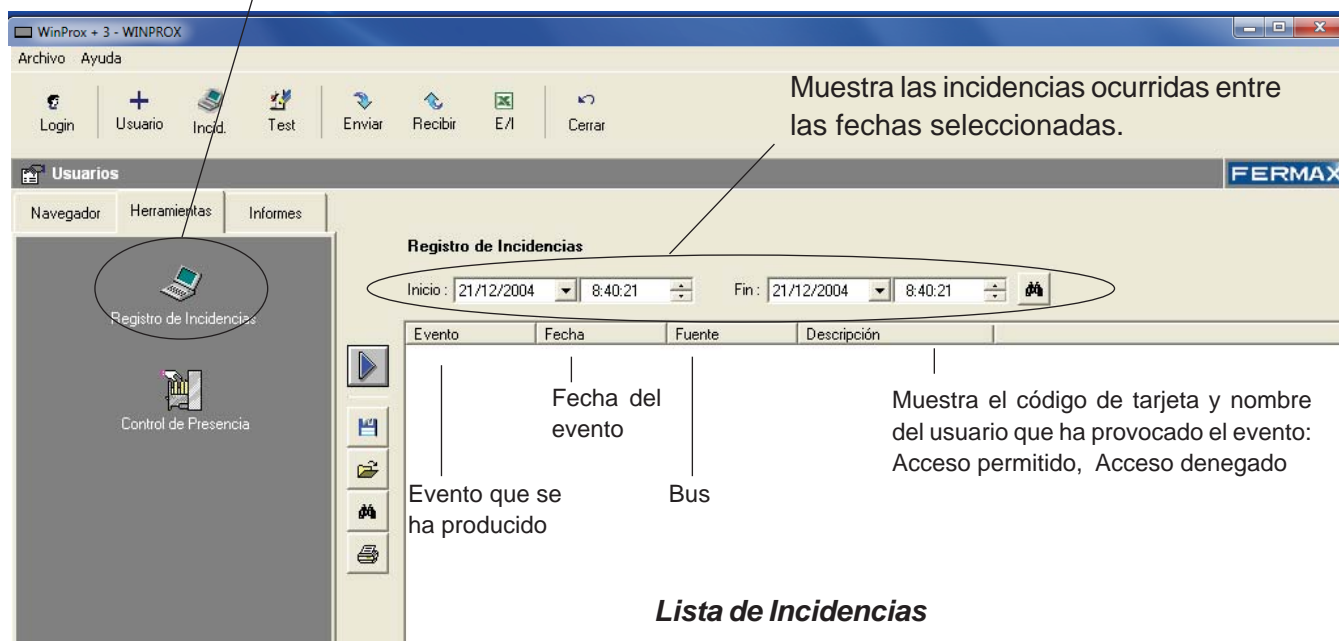 WinProx + 3 - WINPROX
Archivo Ayuda
Muestra las incidencias ocurridas entre
las fechas seleccionadas.
Login Usuario Incid. Test Enviar Recibir E/I Cerrar
Usuarios
FERMAX
Navegador Herramientas Informes
Registro de Incidencias
Inicio : 21/12/2004 8:40:21 Fin : 21/12/2004 8:40:21
Registro de Incidencias
Evento Fecha Fuente Descripción
Control de Presencia
Fecha del
evento
Muestra el código de tarjeta y nombre
del usuario que ha provocado el evento:
Acceso permitido, Acceso denegado
Evento que se
ha producido
Bus
Lista de Incidencias